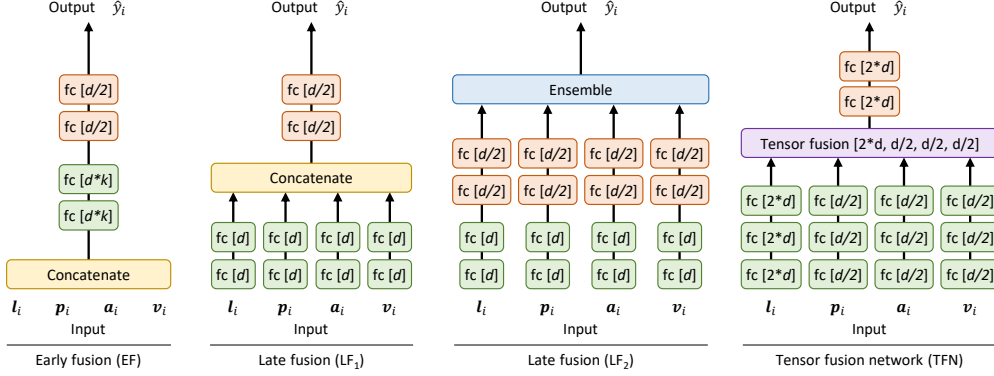 Output ŷᵢ
fc [d/2]
fc [d/2]
fc [d*k]
fc [d*k]
Concatenate
lᵢ pᵢ aᵢ vᵢ
Input
Early fusion (EF)
Output ŷᵢ
fc [d/2]
fc [d/2]
Concatenate
fc [d] fc [d] fc [d] fc [d]
fc [d] fc [d] fc [d] fc [d]
lᵢ pᵢ aᵢ vᵢ
Input
Late fusion (LF₁)
Output ŷᵢ
Ensemble
fc [d/2] fc [d/2] fc [d/2] fc [d/2]
fc [d/2] fc [d/2] fc [d/2] fc [d/2]
fc [d] fc [d] fc [d] fc [d]
fc [d] fc [d] fc [d] fc [d]
lᵢ pᵢ aᵢ vᵢ
Input
Late fusion (LF₂)
Output ŷᵢ
fc [2*d]
fc [2*d]
Tensor fusion [2*d, d/2, d/2, d/2]
fc [2*d] fc [d/2] fc [d/2] fc [d/2]
fc [2*d] fc [d/2] fc [d/2] fc [d/2]
fc [2*d] fc [d/2] fc [d/2] fc [d/2]
lᵢ pᵢ aᵢ vᵢ
Input
Tensor fusion network (TFN)